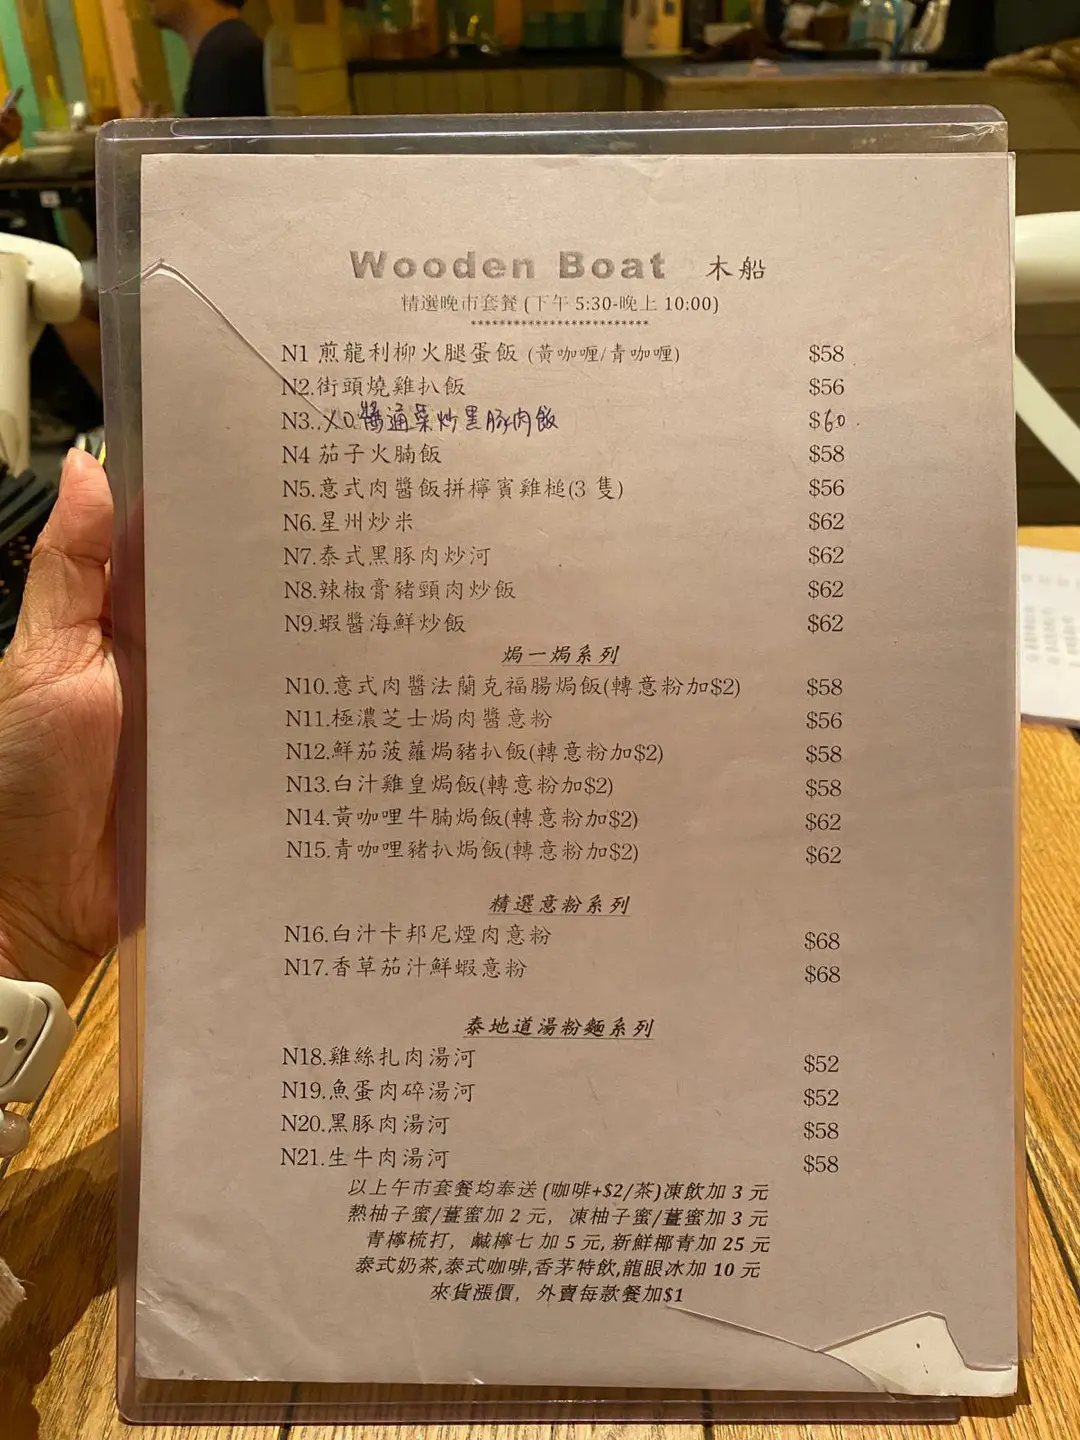 Wooden Boat 木船
精選晚市套餐(下午 5:30-晚上 10:00)
*************************
N1 煎龍利柳火腿蛋飯 (黃咖喱/青咖喱) $58
N2.街頭燒雞扒飯 $56
N3.XO醬通菜炒黑豚肉飯 $60
N4 茄子火腩飯 $58
N5.意式肉醬飯拼檸賓雞槌(3 隻) $56
N6.星州炒米 $62
N7.泰式黑豚肉炒河 $62
N8.辣椒膏豬頸肉炒飯 $62
N9.蝦醬海鮮炒飯 $62
焗一焗系列
N10.意式肉醬法蘭克福腸焗飯(轉意粉加$2) $58
N11.極濃芝士焗肉醬意粉 $56
N12.鮮茄菠蘿焗豬扒飯(轉意粉加$2) $58
N13.白汁雞皇焗飯(轉意粉加$2) $58
N14.黃咖哩牛腩焗飯(轉意粉加$2) $62
N15.青咖哩豬扒焗飯(轉意粉加$2) $62
精選意粉系列
N16.白汁卡邦尼煙肉意粉 $68
N17.香草茄汁鮮蝦意粉 $68
泰地道湯粉麵系列
N18.雞絲扎肉湯河 $52
N19.魚蛋肉碎湯河 $52
N20.黑豚肉湯河 $58
N21.生牛肉湯河 $58
以上午市套餐均奉送 (咖啡+$2/茶)凍飲加 3 元
熱柚子蜜/薑蜜加 2 元，凍柚子蜜/薑蜜加 3 元
青檸梳打，鹹檸七 加 5 元,新鮮椰青加 25 元
泰式奶茶,泰式咖啡,香茅特飲,龍眼冰加 10 元
來貨漲價，外賣每款餐加$1